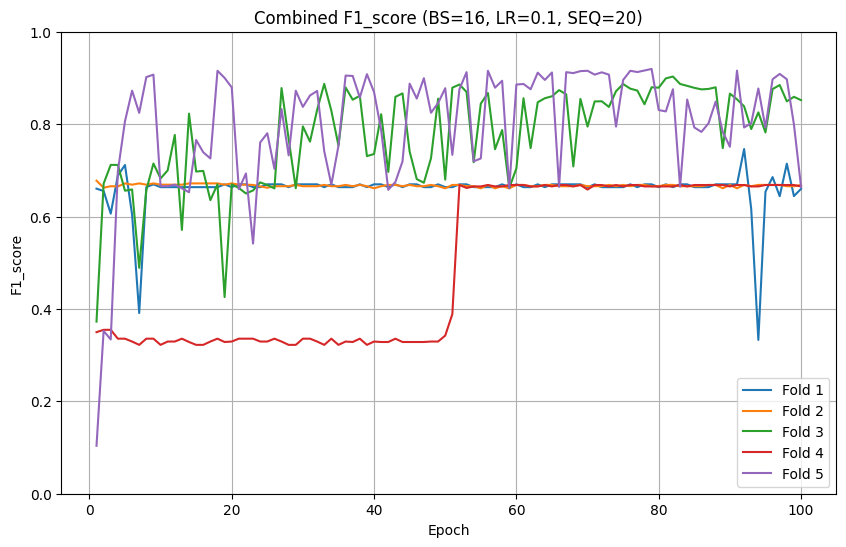 Combined F1_score (BS=16, LR=0.1, SEQ=20)
F1_score
1.0
0.8
0.6
0.4
0.2
0.0
0 20 40 60 80 100
Epoch
Fold 1
Fold 2
Fold 3
Fold 4
Fold 5